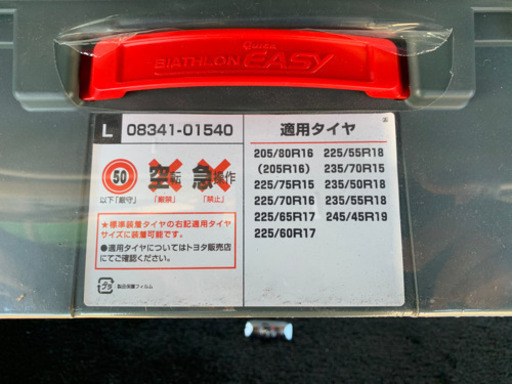 Quick
BIATHLON EASY
L 08341-01540
適用タイヤ
205/80R16 225/55R18
(205R16) 235/70R15
225/75R15 235/50R18
225/70R16 235/55R18
225/65R17 245/45R19
225/60R17
50
以下「厳守」
空転
「厳禁」
急操作
「禁止」
★標準装着タイヤの右記適用タイヤ
サイズに装着可能です。
●適用タイヤについてはトヨタ販売店
にてご確認ください。
プラ
製品保護フィルム